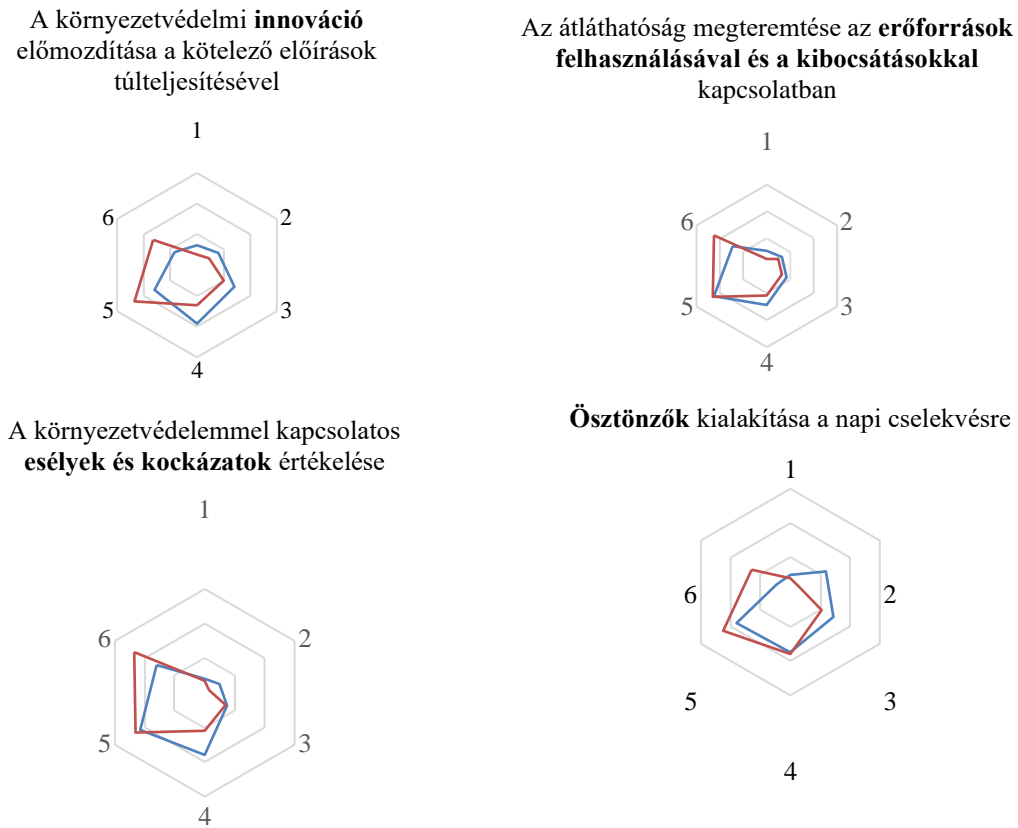 A környezetvédelmi innováció
előmozdítása a kötelező előírások
túlteljesítésével
1
2
3
4
5
6
Az átláthatóság megteremtése az erőforrások
felhasználásával és a kibocsátásokkal
kapcsolatban
1
2
3
4
5
6
A környezetvédelemmel kapcsolatos
esélyek és kockázatok értékelése
1
2
3
4
5
6
Ösztönzők kialakítása a napi cselekvésre
1
2
3
4
5
6